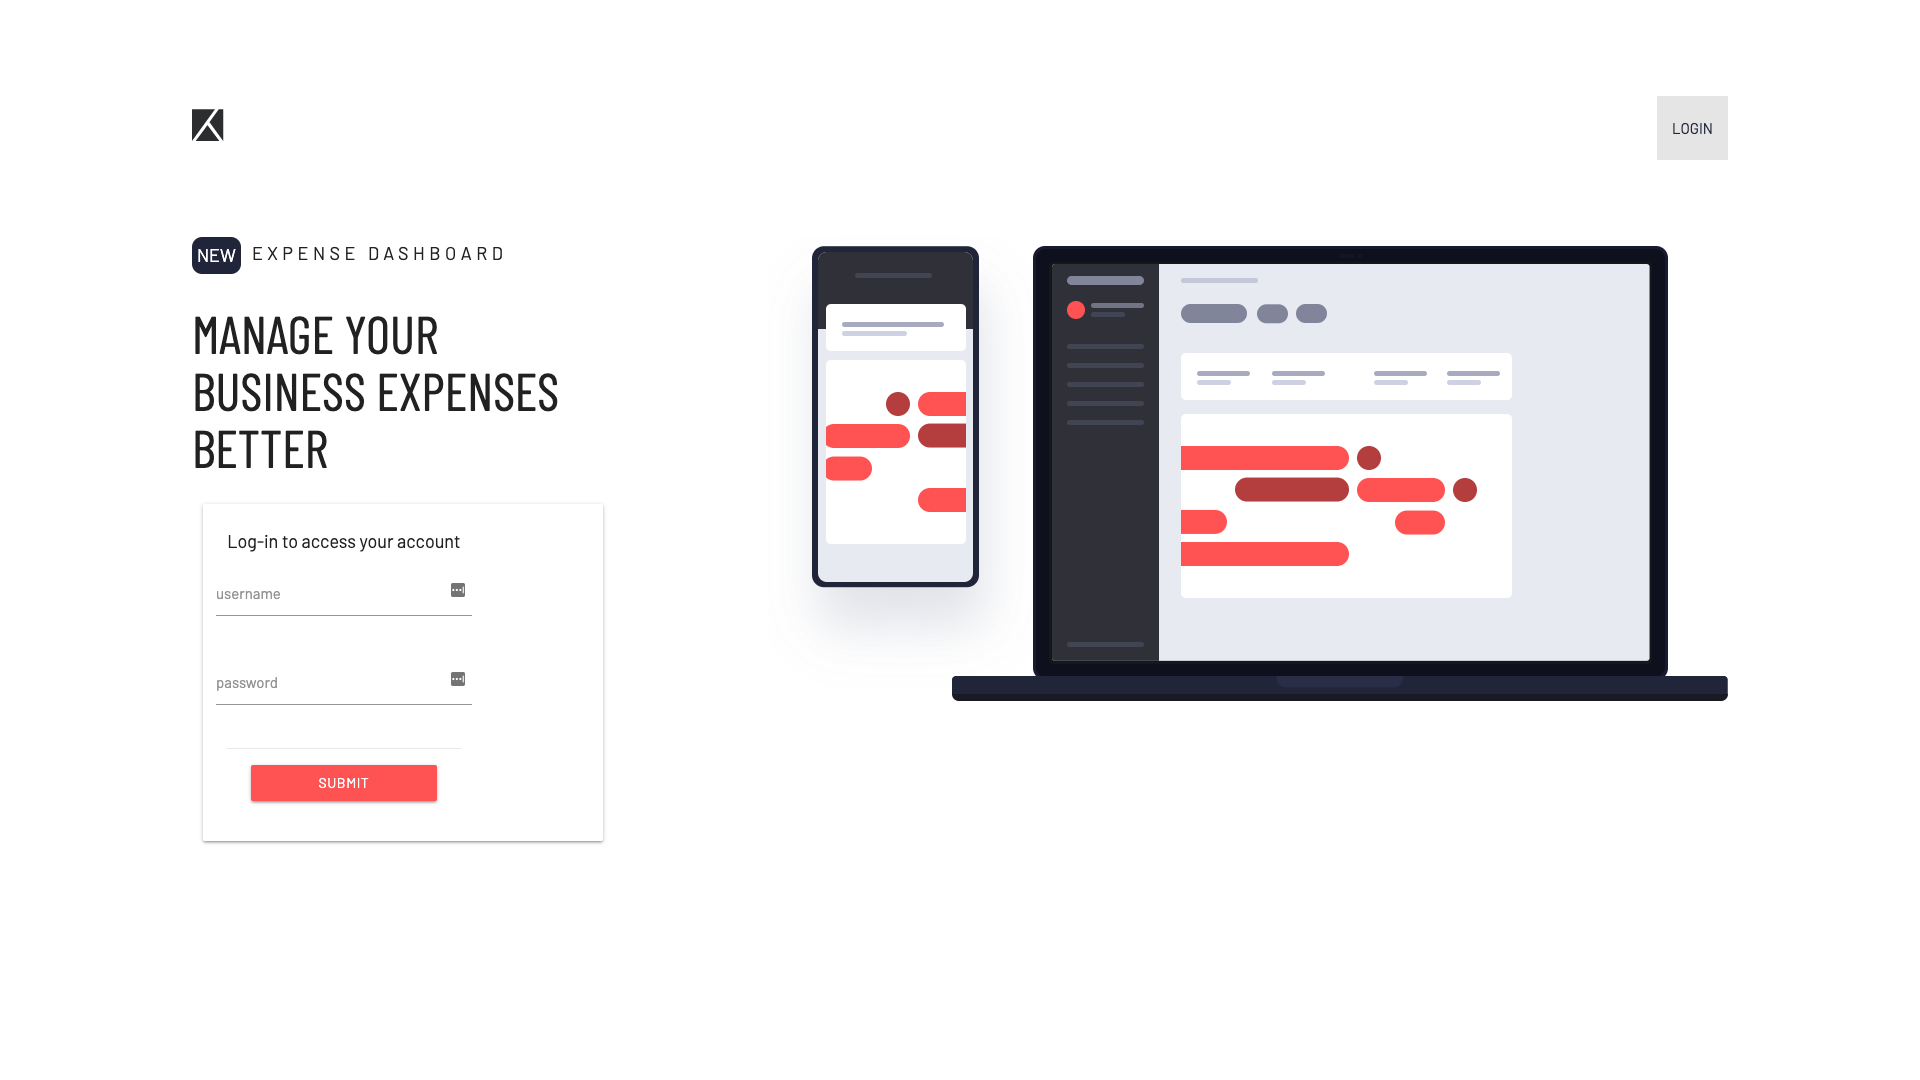 LOGIN
NEW EXPENSE DASHBOARD
MANAGE YOUR
BUSINESS EXPENSES
BETTER
Log-in to access your account
username
password
SUBMIT